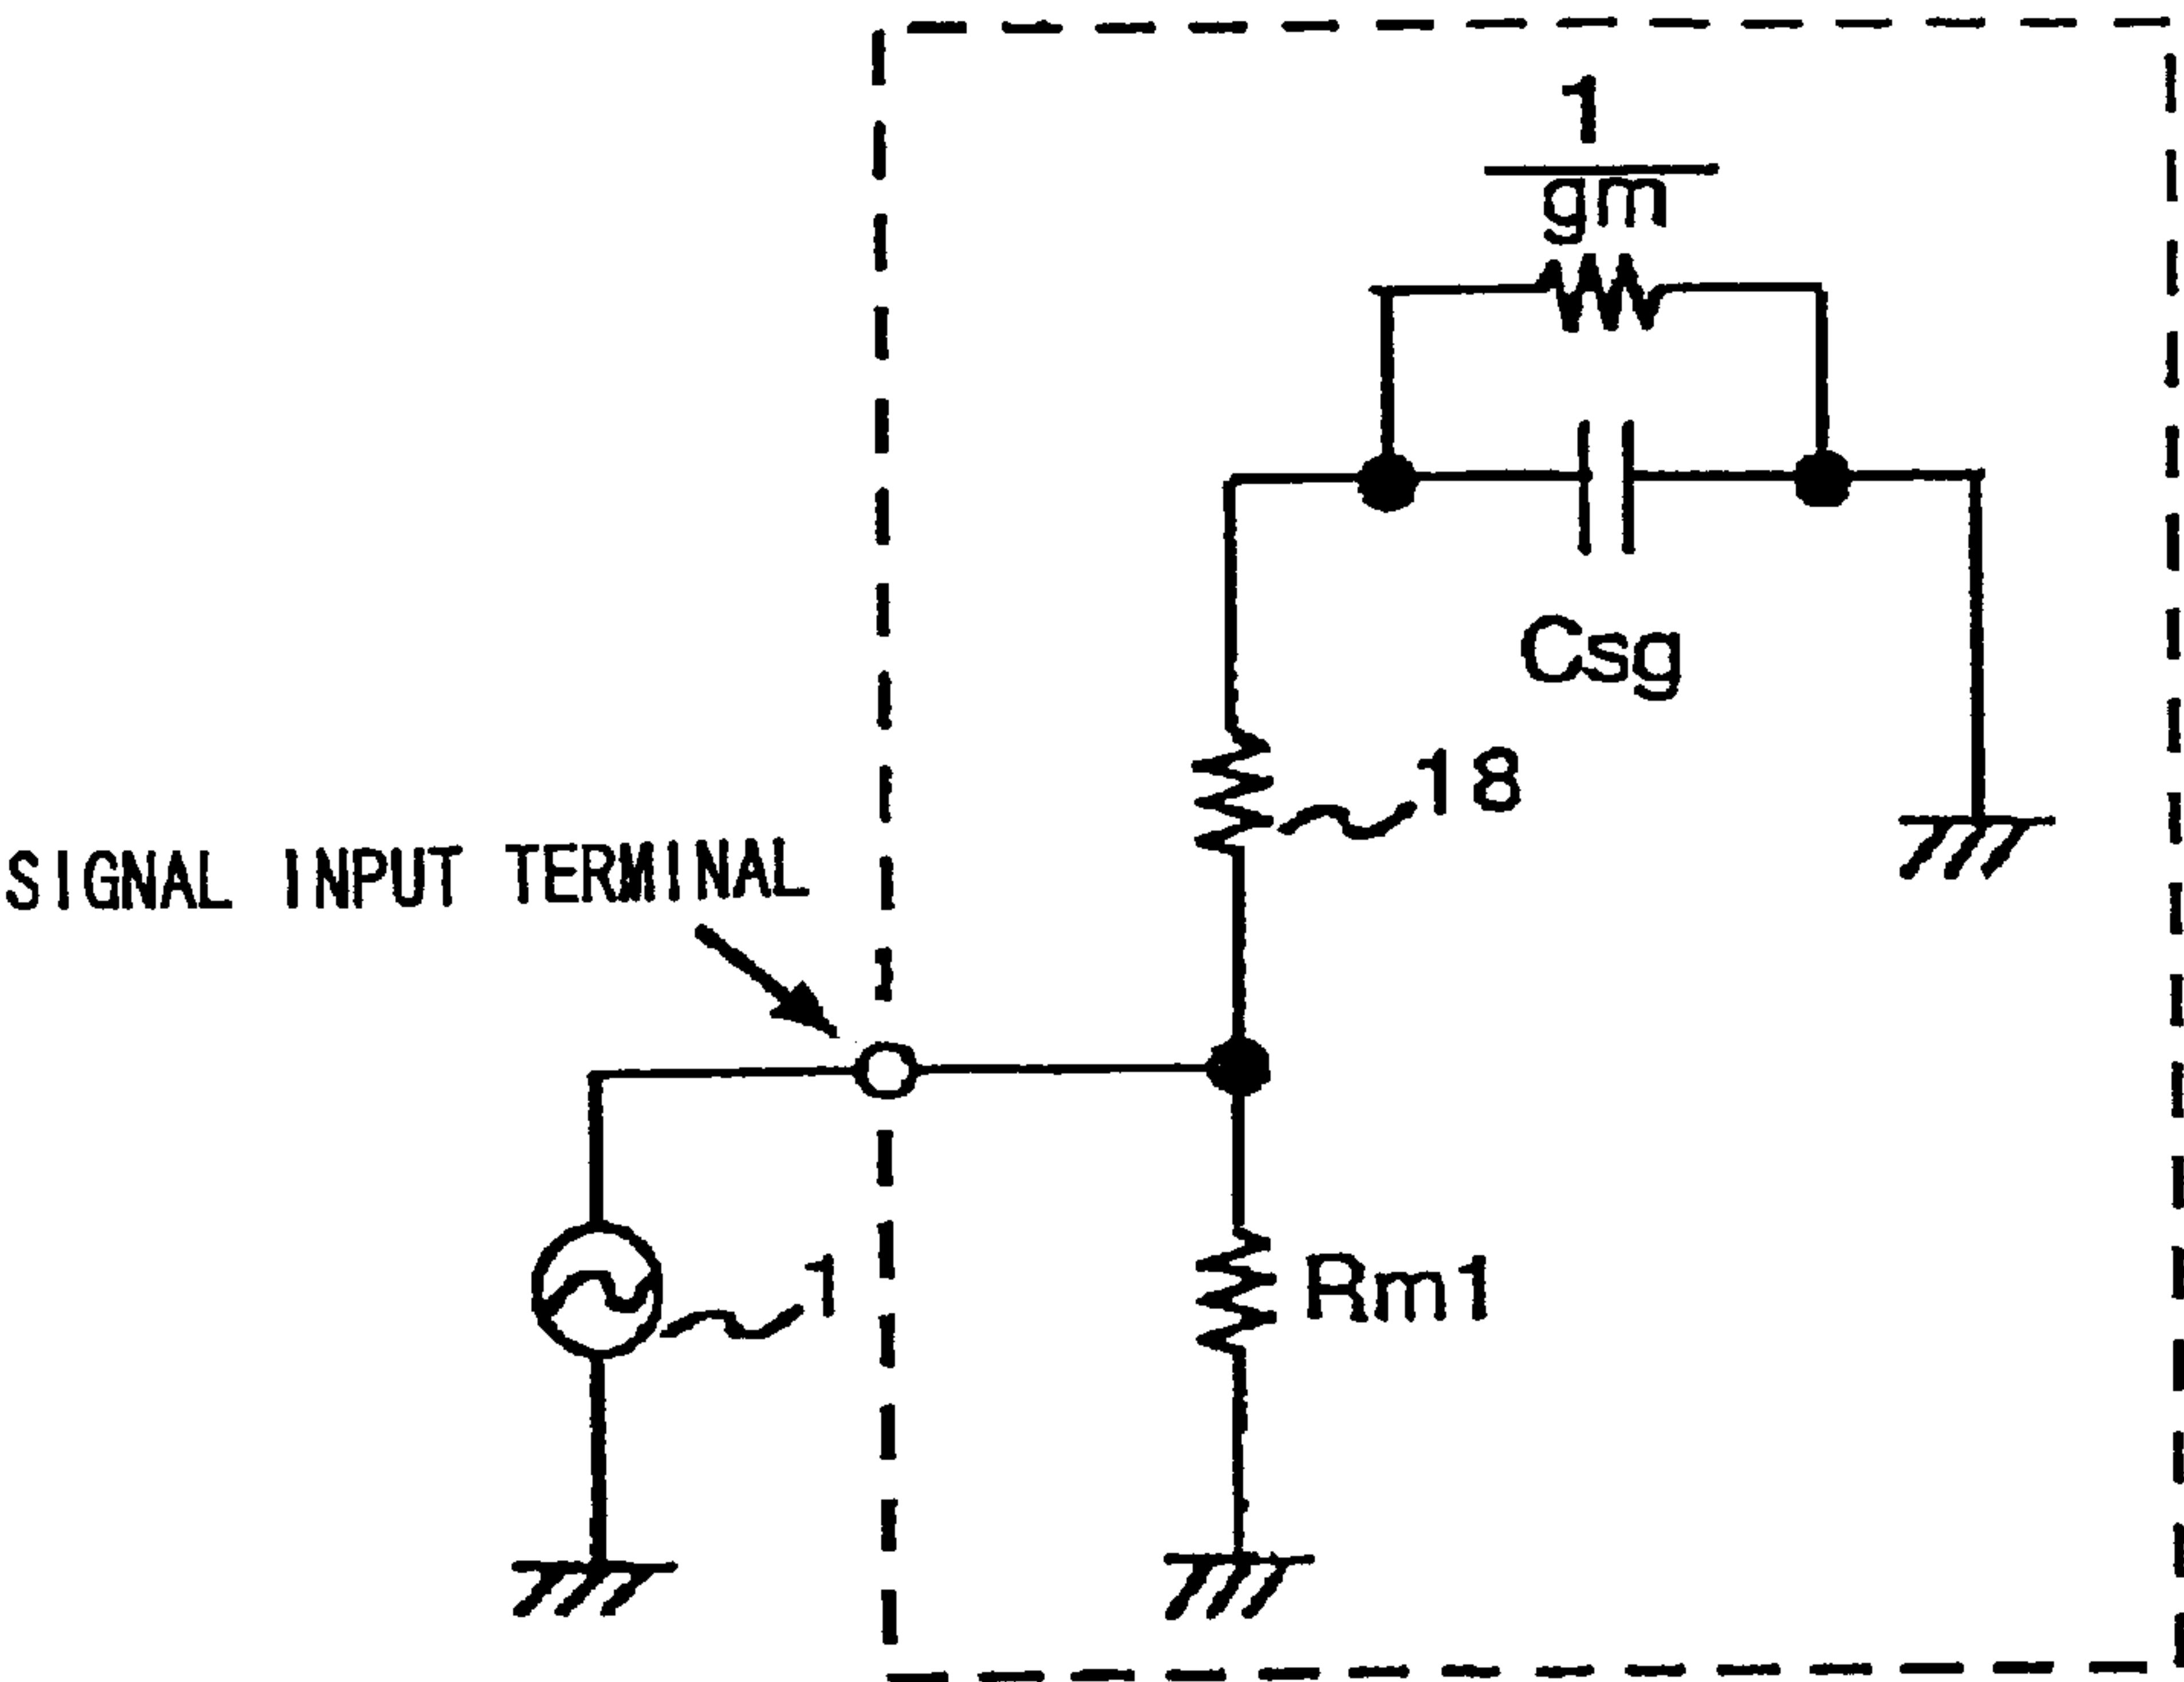 1
gm
Csg
18
SIGNAL INPUT TERMINAL
1
Rm1